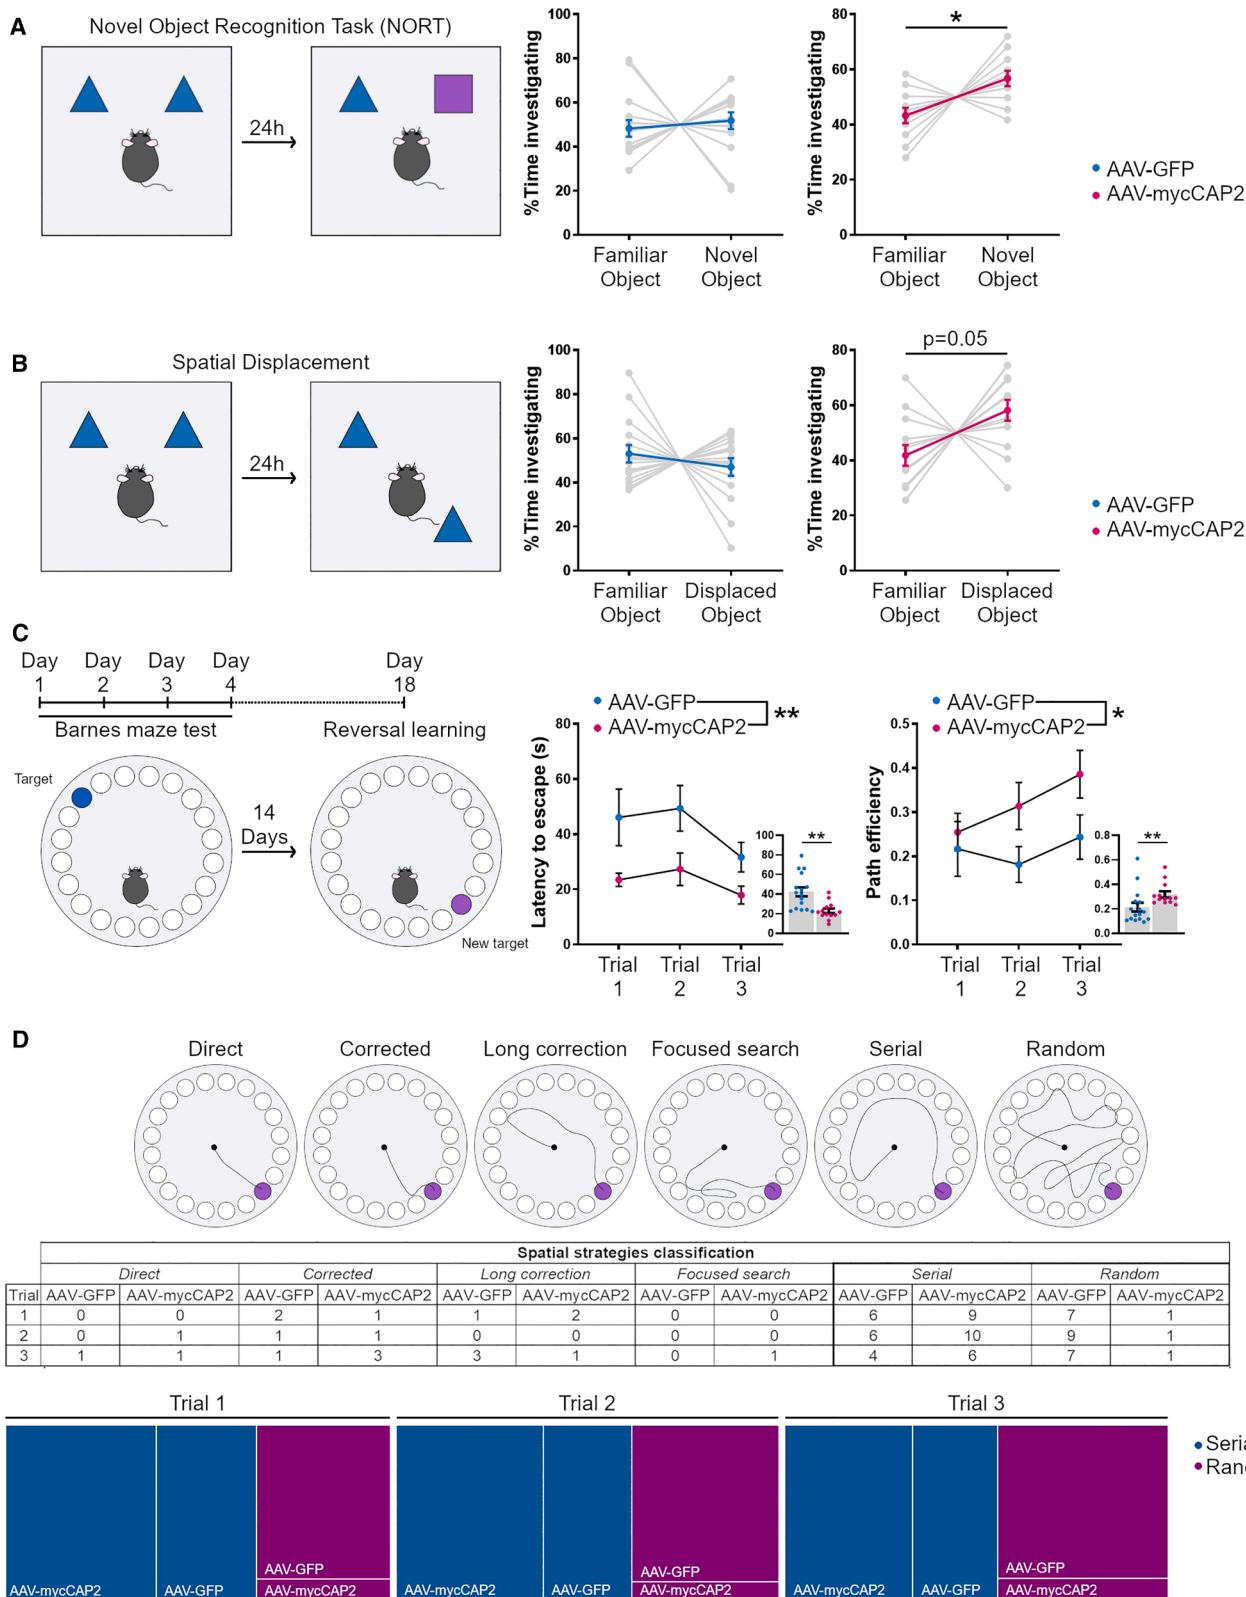 A
Novel Object Recognition Task (NORT)
24h
%Time investigating
100
80
60
40
20
0
Familiar Object
Novel Object
%Time investigating
80
60
40
20
0
*
Familiar Object
Novel Object
AAV-GFP
AAV-mycCAP2
B
Spatial Displacement
24h
%Time investigating
100
80
60
40
20
0
Familiar Object
Displaced Object
%Time investigating
80
60
40
20
0
p=0.05
Familiar Object
Displaced Object
AAV-GFP
AAV-mycCAP2
C
Day 1
Day 2
Day 3
Day 4
Day 18
Barnes maze test
Reversal learning
Target
14 Days
New target
AAV-GFP
AAV-mycCAP2
**
Latency to escape (s)
80
60
40
20
0
Trial 1
Trial 2
Trial 3
100
80
60
40
20
0
**
AAV-GFP
AAV-mycCAP2
*
Path efficiency
0.5
0.4
0.3
0.2
0.1
0.0
Trial 1
Trial 2
Trial 3
0.8
0.6
0.4
0.2
0.0
**
D
Direct
Corrected
Long correction
Focused search
Serial
Random
Spatial strategies classification
Direct Corrected Long correction Focused search Serial Random
Trial AAV-GFP AAV-mycCAP2 AAV-GFP AAV-mycCAP2 AAV-GFP AAV-mycCAP2 AAV-GFP AAV-mycCAP2 AAV-GFP AAV-mycCAP2 AAV-GFP AAV-mycCAP2
1 0 0 2 1 1 2 0 0 6 9 7 1
2 0 1 1 1 0 0 0 0 6 10 9 1
3 1 1 1 3 3 1 0 1 4 6 7 1
Trial 1
Trial 2
Trial 3
AAV-mycCAP2
AAV-GFP
AAV-GFP
AAV-mycCAP2
AAV-mycCAP2
AAV-GFP
AAV-GFP
AAV-mycCAP2
AAV-mycCAP2
AAV-GFP
AAV-GFP
AAV-mycCAP2
Seria
Ran